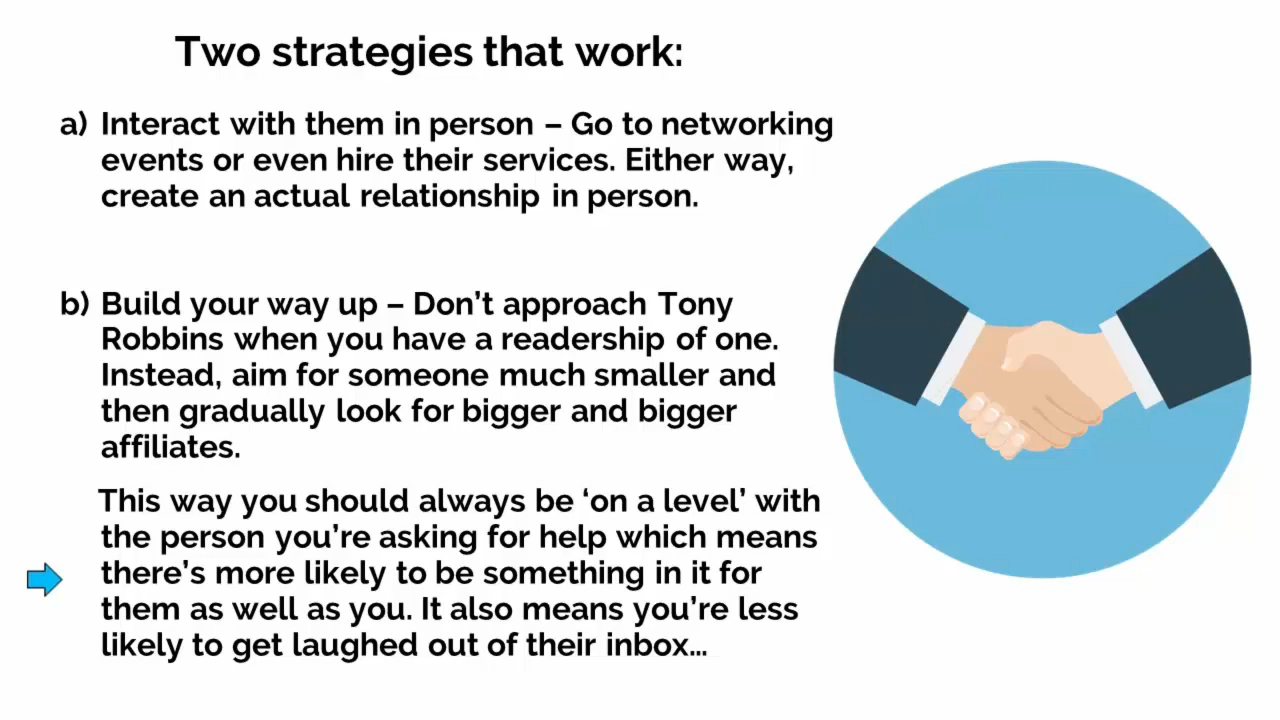 Two strategies that work:
a) Interact with them in person – Go to networking
events or even hire their services. Either way,
create an actual relationship in person.
b) Build your way up – Don’t approach Tony
Robbins when you have a readership of one.
Instead, aim for someone much smaller and
then gradually look for bigger and bigger
affiliates.
This way you should always be ‘on a level’ with
the person you’re asking for help which means
there’s more likely to be something in it for
them as well as you. It also means you’re less
likely to get laughed out of their inbox…